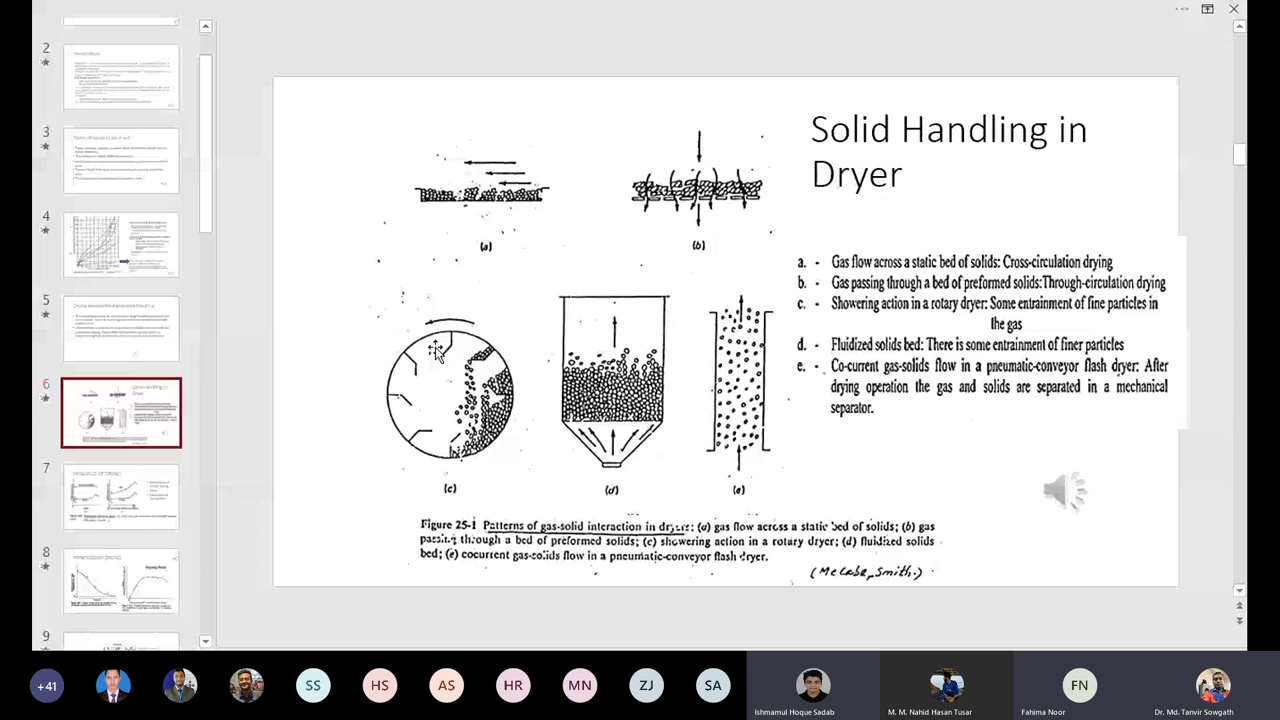 2
3
4
5
6
7
8
9
Solid Handling in
Dryer
(a)
(b)
a. - Gas flow across a static bed of solids: Cross-circulation drying
b. - Gas passing through a bed of preformed solids:Through-circulation drying
c. - Showering action in a rotary dryer: Some entrainment of fine particles in
the gas
d. - Fluidized solids bed: There is some entrainment of finer particles
e. - Co-current gas-solids flow in a pneumatic-conveyor flash dryer: After
drying operation the gas and solids are separated in a mechanical
separator.
(c)
(d)
(e)
Figure 25-1 Patterns of gas-solid interaction in dryers: (a) gas flow across a static bed of solids; (b) gas
passing through a bed of preformed solids; (c) showering action in a rotary dryer; (d) fluidized solids
bed; (e) cocurrent gas-solids flow in a pneumatic-conveyor flash dryer.
(McCabe, Smith.)
+41
SS
HS
AS
HR
MN
ZJ
SA
FN
Ishmamul Hoque Sadab
M. M. Nahid Hasan Tusar
Fahima Noor
Dr. Md. Tanvir Sowgath